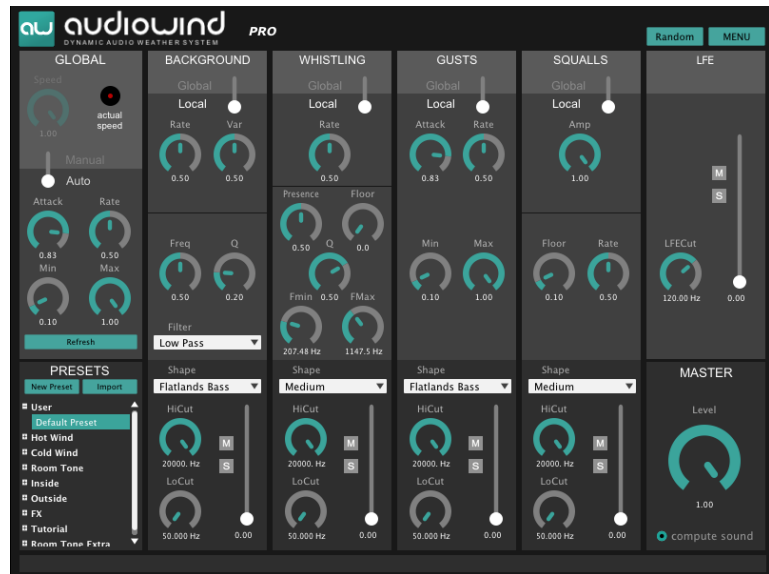 aw audiowind PRO
DYNAMIC AUDIO WEATHER SYSTEM
Random MENU
GLOBAL
Speed
1.00
actual
speed
Manual
Auto
Attack Rate
0.83 0.50
Min Max
0.10 1.00
Refresh
PRESETS
New Preset Import
User
Default Preset
Hot Wind
Cold Wind
Room Tone
Inside
Outside
FX
Tutorial
Room Tone Extra
BACKGROUND
Global
Local
Rate Var
0.50 0.50
Freq Q
0.50 0.20
Filter
Low Pass
Shape
Flatlands Bass
HiCut
M
20000. Hz S
LoCut
50.000 Hz 0.00
WHISTLING
Global
Local
Rate
0.50
Presence Floor
0.50 Q 0.0
Fmin 0.50 FMax
207.48 Hz 1147.5 Hz
Shape
Medium
HiCut
M
20000. Hz S
LoCut
50.000 Hz 0.00
GUSTS
Global
Local
Attack Rate
0.83 0.50
Min Max
0.10 1.00
Shape
Flatlands Bass
HiCut
M
20000. Hz S
LoCut
50.000 Hz 0.00
SQUALLS
Global
Local
Amp
1.00
Floor Rate
0.10 0.50
Shape
Medium
HiCut
M
20000. Hz S
LoCut
50.000 Hz 0.00
LFE
M
S
LFECut
120.00 Hz 0.00
MASTER
Level
1.00
compute sound